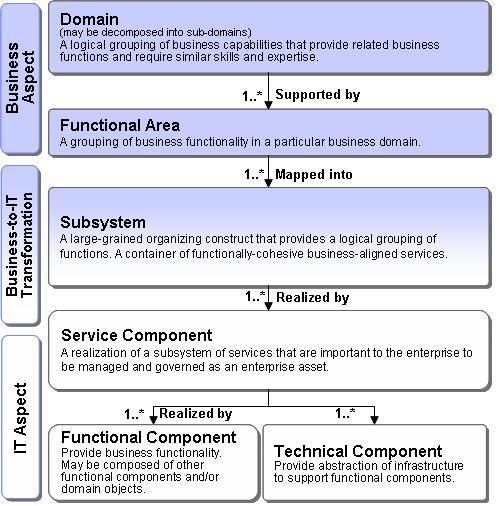 Business
Aspect
Domain
(may be decomposed into sub-domains)
A logical grouping of business capabilities that provide related business
functions and require similar skills and expertise.
1..* Supported by
Functional Area
A grouping of business functionality in a particular business domain.
1..* Mapped into
Business-to-IT
Transformation
Subsystem
A large-grained organizing construct that provides a logical grouping of
functions. A container of functionally-cohesive business-aligned services.
1..* Realized by
IT Aspect
Service Component
A realization of a subsystem of services that are important to the enterprise to
be managed and governed as an enterprise asset.
1..* Realized by 1..*
Functional Component
Provide business functionality.
May be composed of other
functional components and/or
domain objects.
Technical Component
Provide abstraction of infrastructure
to support functional components.